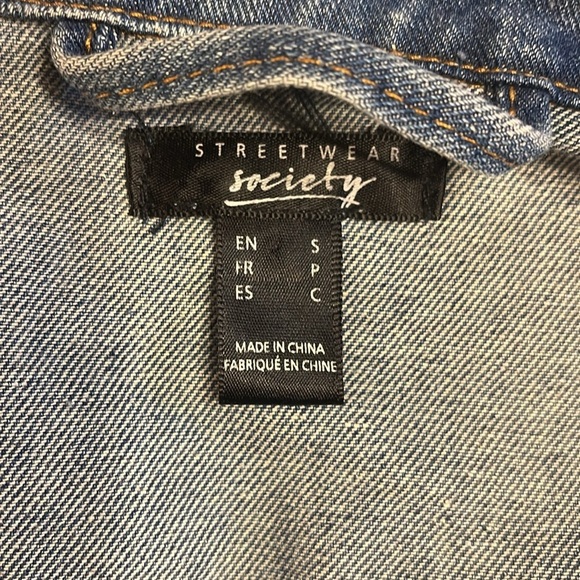 STREETWEAR
society
EN S
FR P
ES C
MADE IN CHINA
FABRIQUÉ EN CHINE